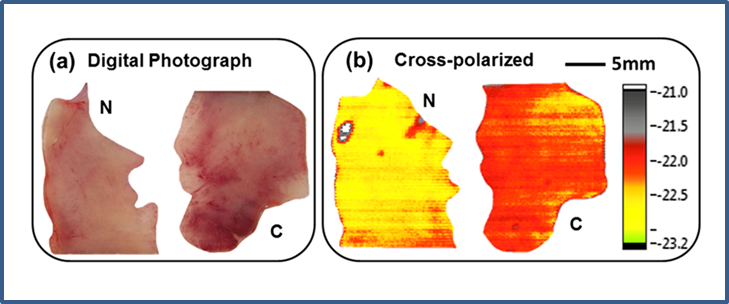 (a) Digital Photograph
N
C
(b) Cross-polarized
5mm
N
C
-21.0
-21.5
-22.0
-22.5
-23.2